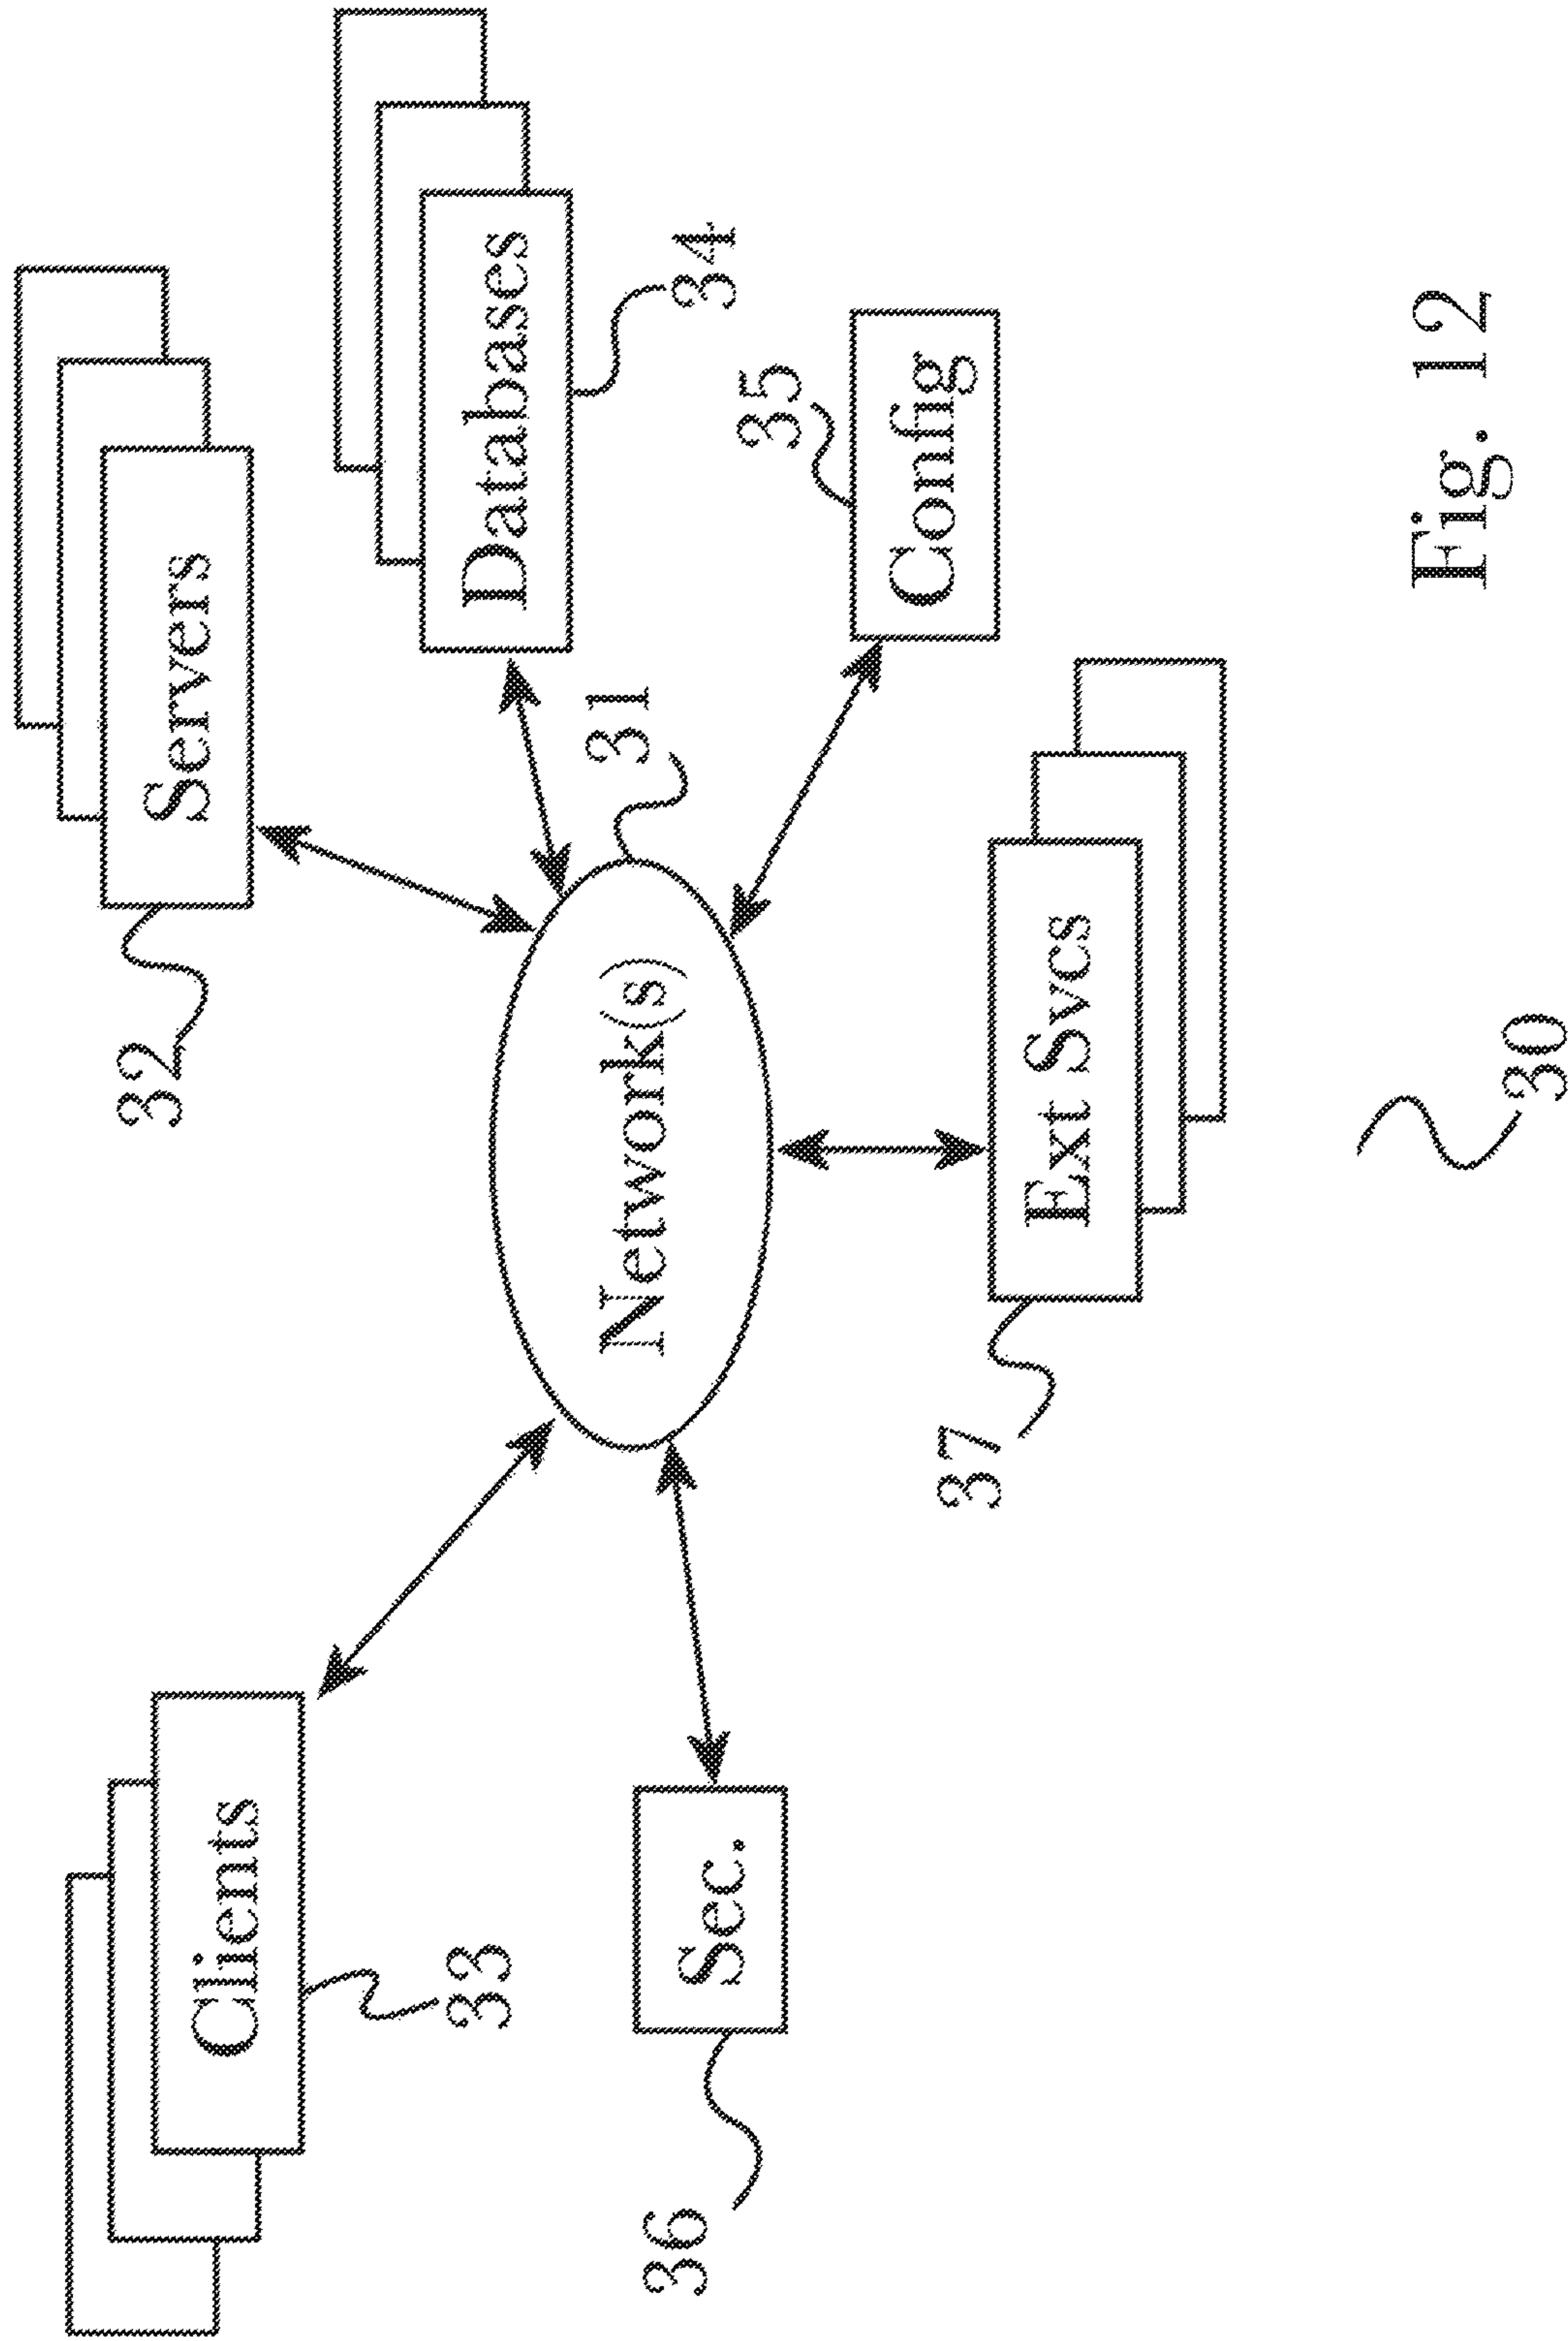 32
Servers
Clients
33
Databases
31
Network(s)
34
36
Sec.
35
Config
37
Ext Svcs
Fig. 12
30